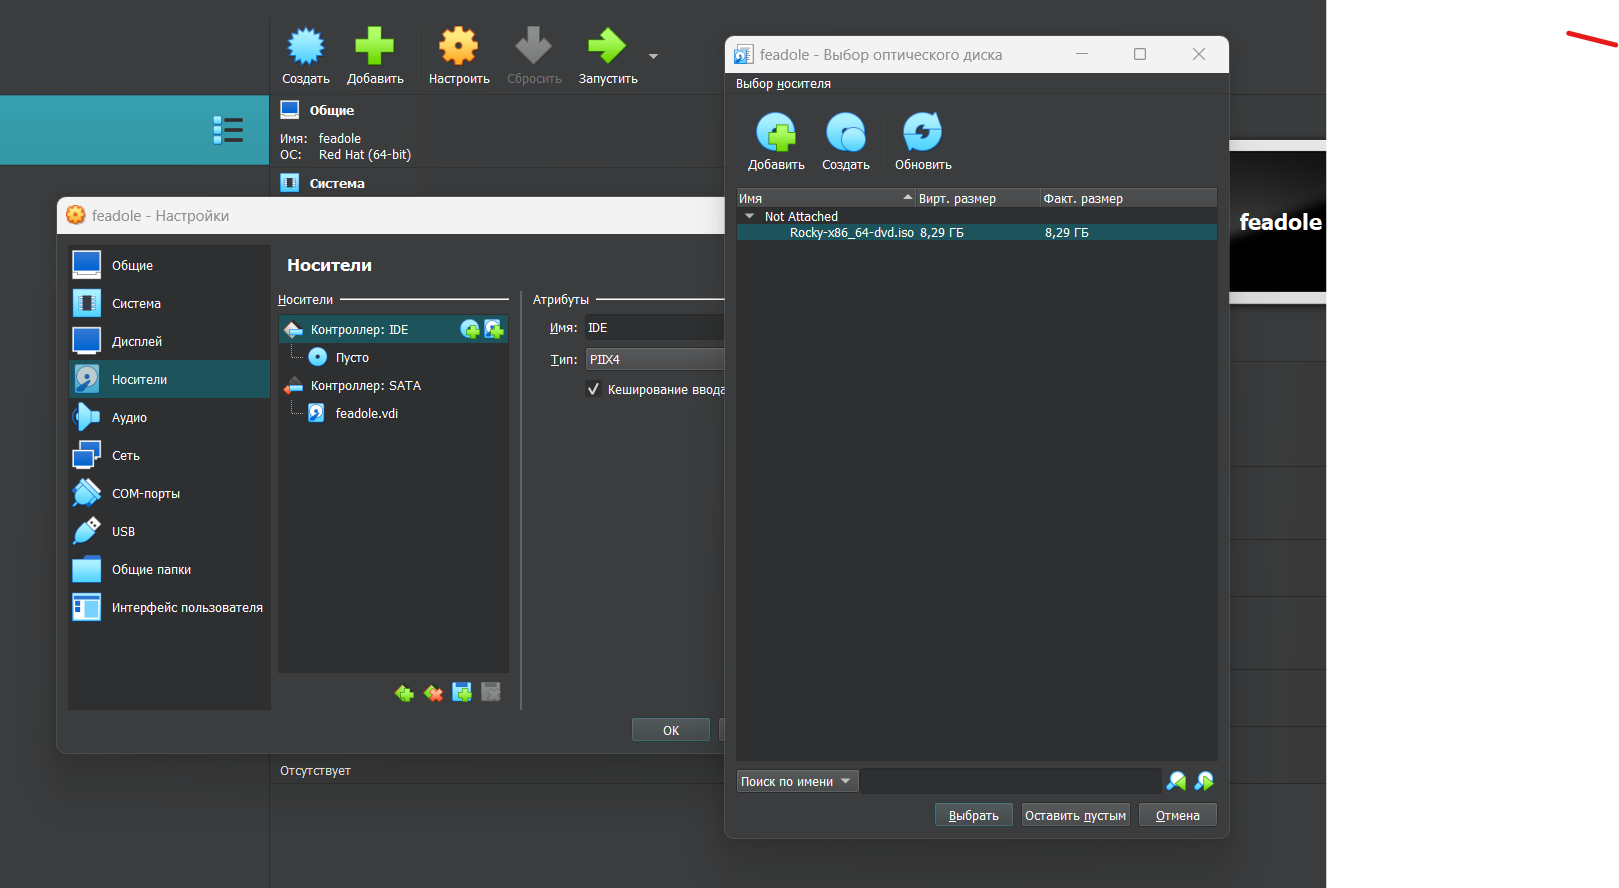 Создать Добавить Настроить Сбросить Запустить
Общие
Имя: feadole
ОС: Red Hat (64-bit)
Система
feadole - Настройки
Общие
Система
Дисплей
Носители
Аудио
Сеть
COM-порты
USB
Общие папки
Интерфейс пользователя
Носители
Носители
Контроллер: IDE
Пусто
Контроллер: SATA
feadole.vdi
Атрибуты
Имя: IDE
Тип: PIIX4
Кеширование ввода
OK
Отсутствует
feadole - Выбор оптического диска
Выбор носителя
Добавить Создать Обновить
Имя Вирт. размер Факт. размер
Not Attached
Rocky-x86_64-dvd.iso 8,29 ГБ 8,29 ГБ
Поиск по имени
Выбрать Оставить пустым Отмена
feadole